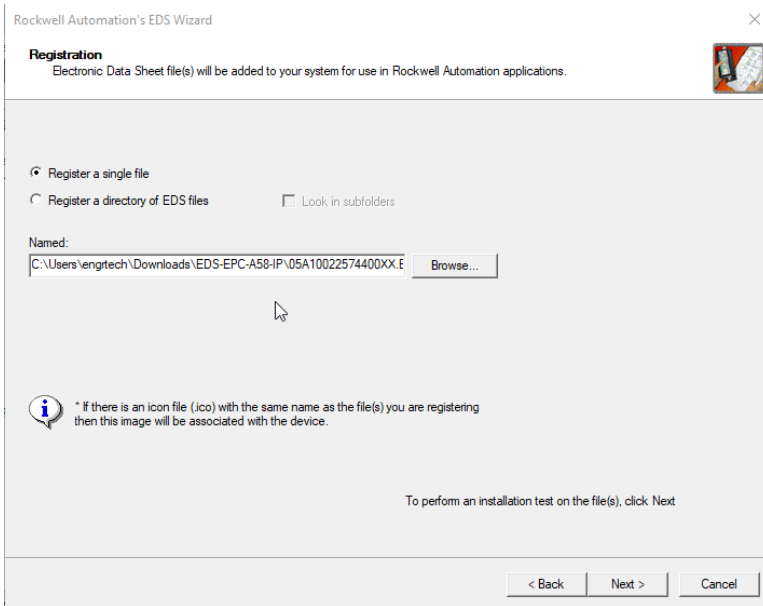 Rockwell Automation's EDS Wizard
Registration
Electronic Data Sheet file(s) will be added to your system for use in Rockwell Automation applications.
Register a single file
Register a directory of EDS files
Look in subfolders
Named:
C:\Users\engrtech\Downloads\EDS-EPC-A58-IP\05A10022574400XX.E
Browse...
* If there is an icon file (.ico) with the same name as the file(s) you are registering
then this image will be associated with the device.
To perform an installation test on the file(s), click Next
< Back
Next >
Cancel